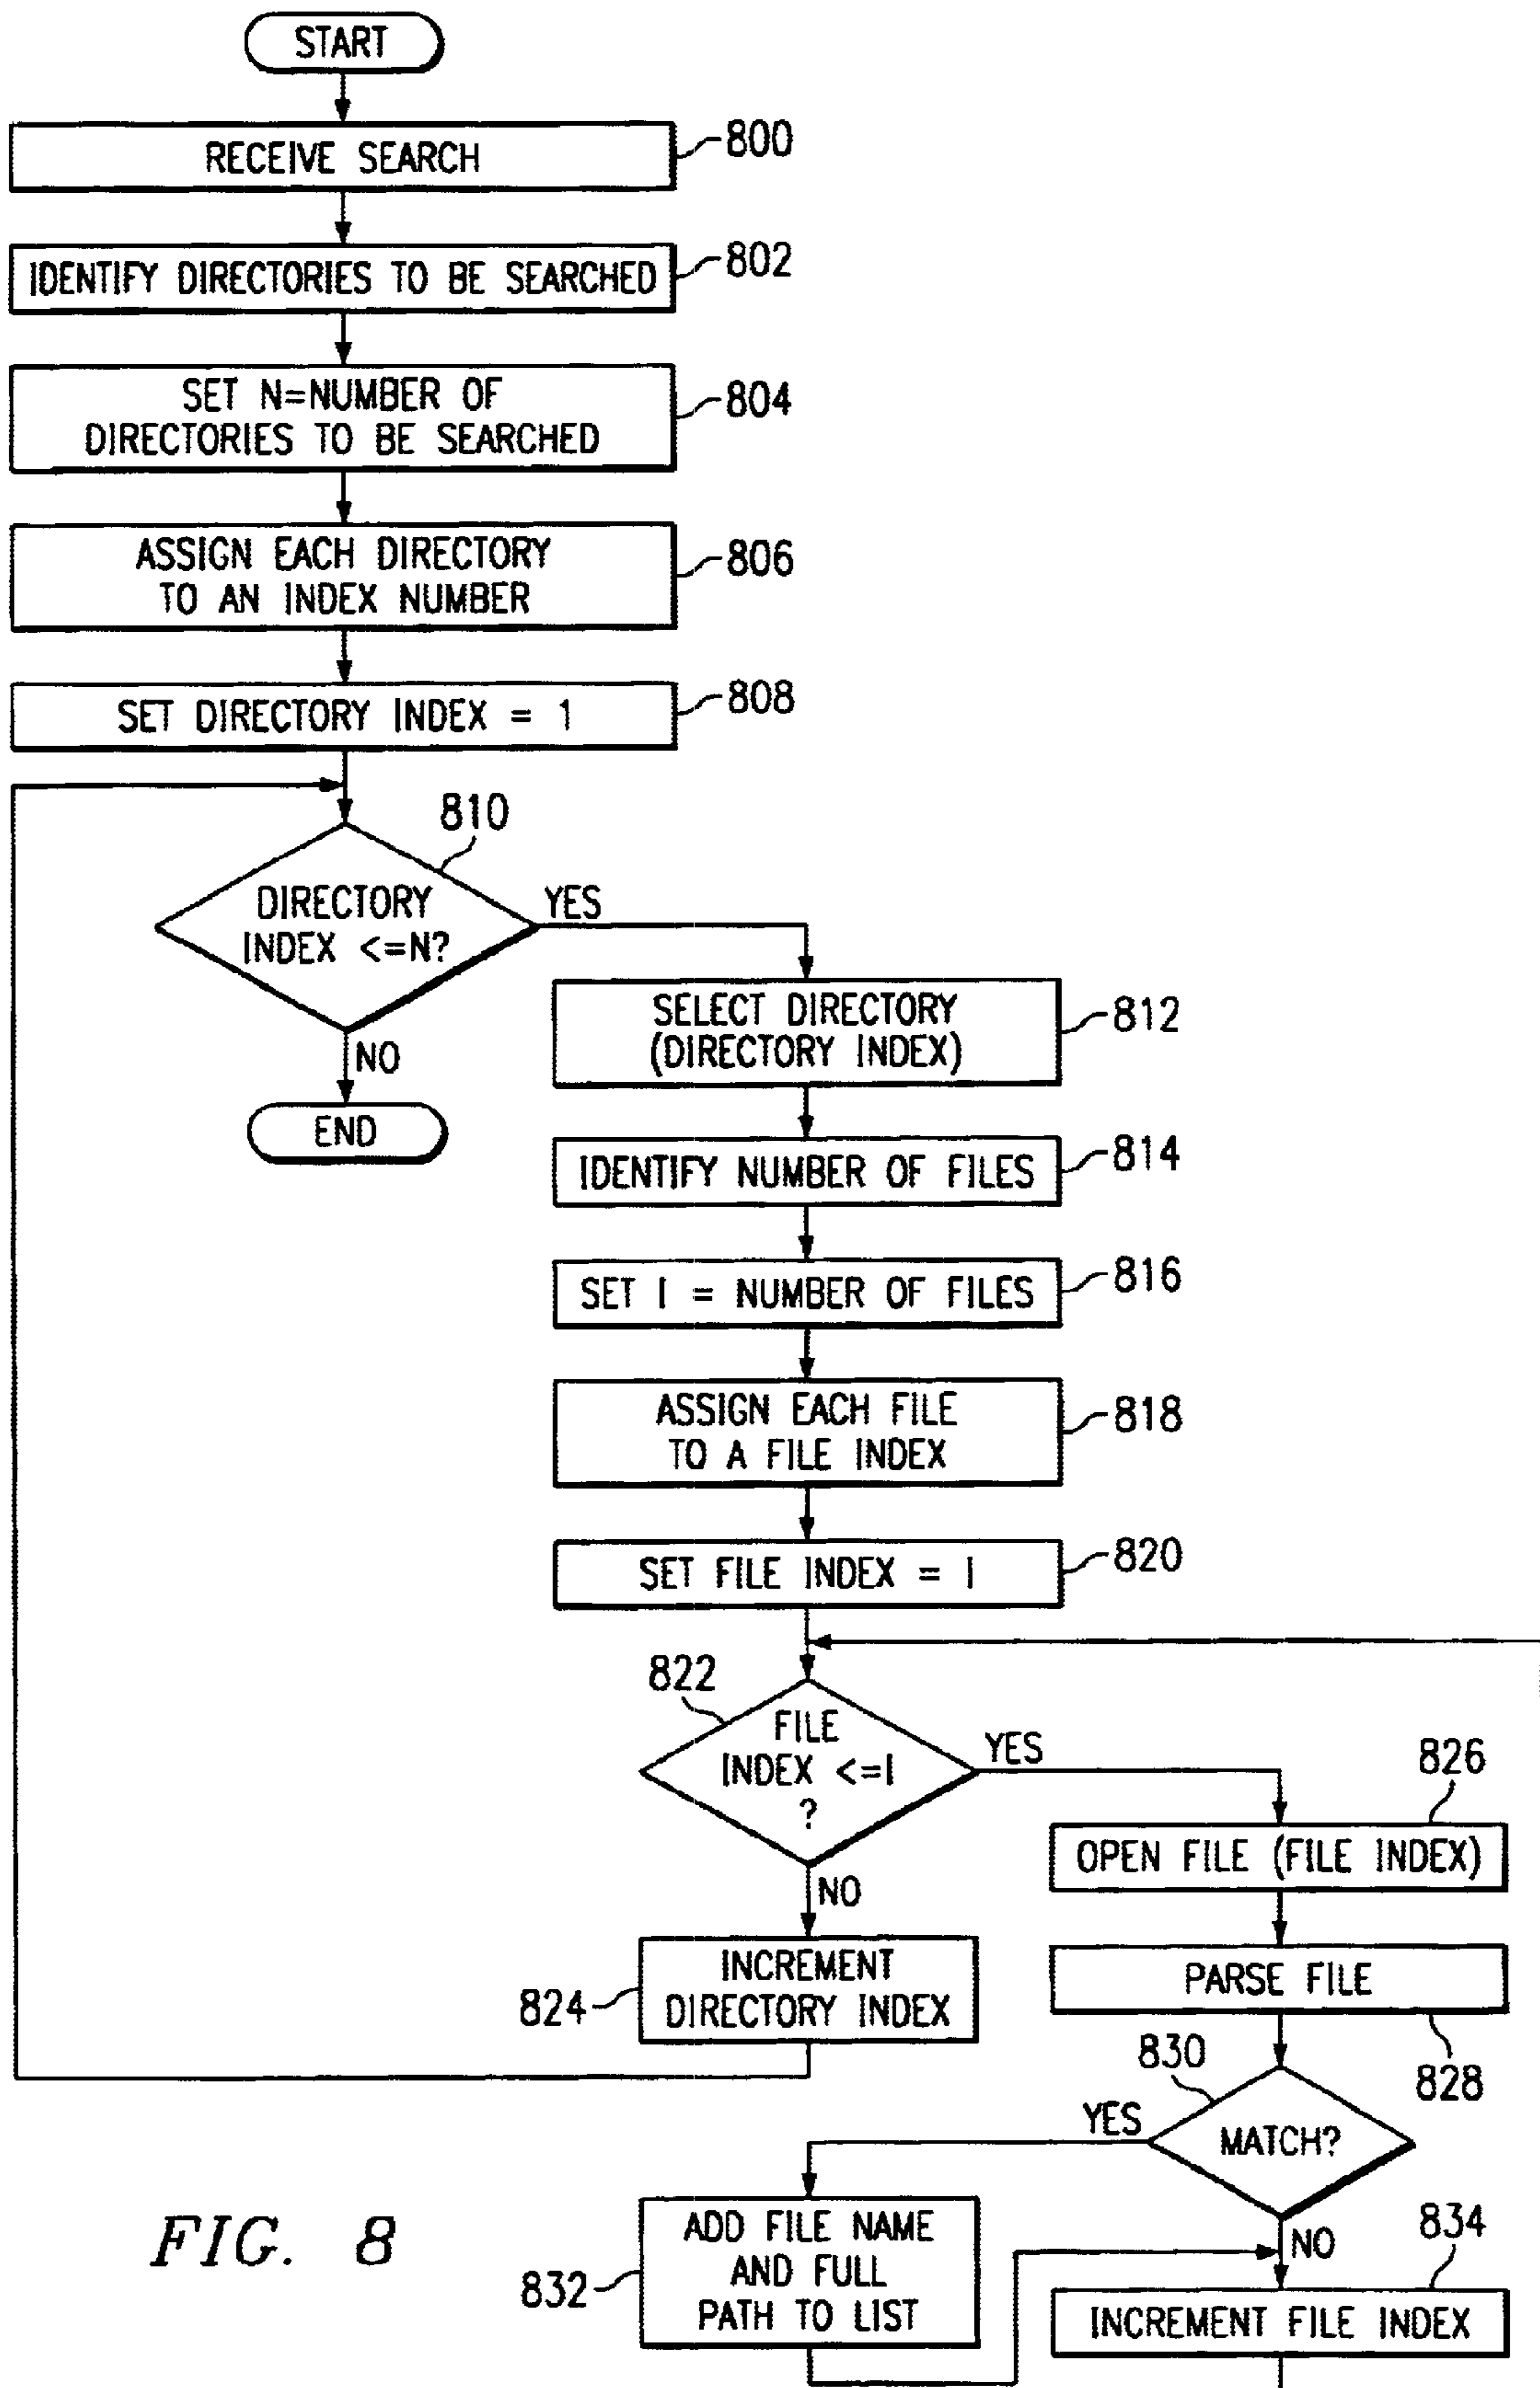 START
RECEIVE SEARCH
800
IDENTIFY DIRECTORIES TO BE SEARCHED
802
SET N=NUMBER OF
DIRECTORIES TO BE SEARCHED
804
ASSIGN EACH DIRECTORY
TO AN INDEX NUMBER
806
SET DIRECTORY INDEX = 1
808
810
DIRECTORY
INDEX <=N?
YES
NO
END
SELECT DIRECTORY
(DIRECTORY INDEX)
812
IDENTIFY NUMBER OF FILES
814
SET I = NUMBER OF FILES
816
ASSIGN EACH FILE
TO A FILE INDEX
818
SET FILE INDEX = I
820
822
FILE
INDEX <=I
?
YES
NO
826
OPEN FILE (FILE INDEX)
824
INCREMENT
DIRECTORY INDEX
PARSE FILE
828
830
MATCH?
YES
NO
832
ADD FILE NAME
AND FULL
PATH TO LIST
834
INCREMENT FILE INDEX
FIG. 8